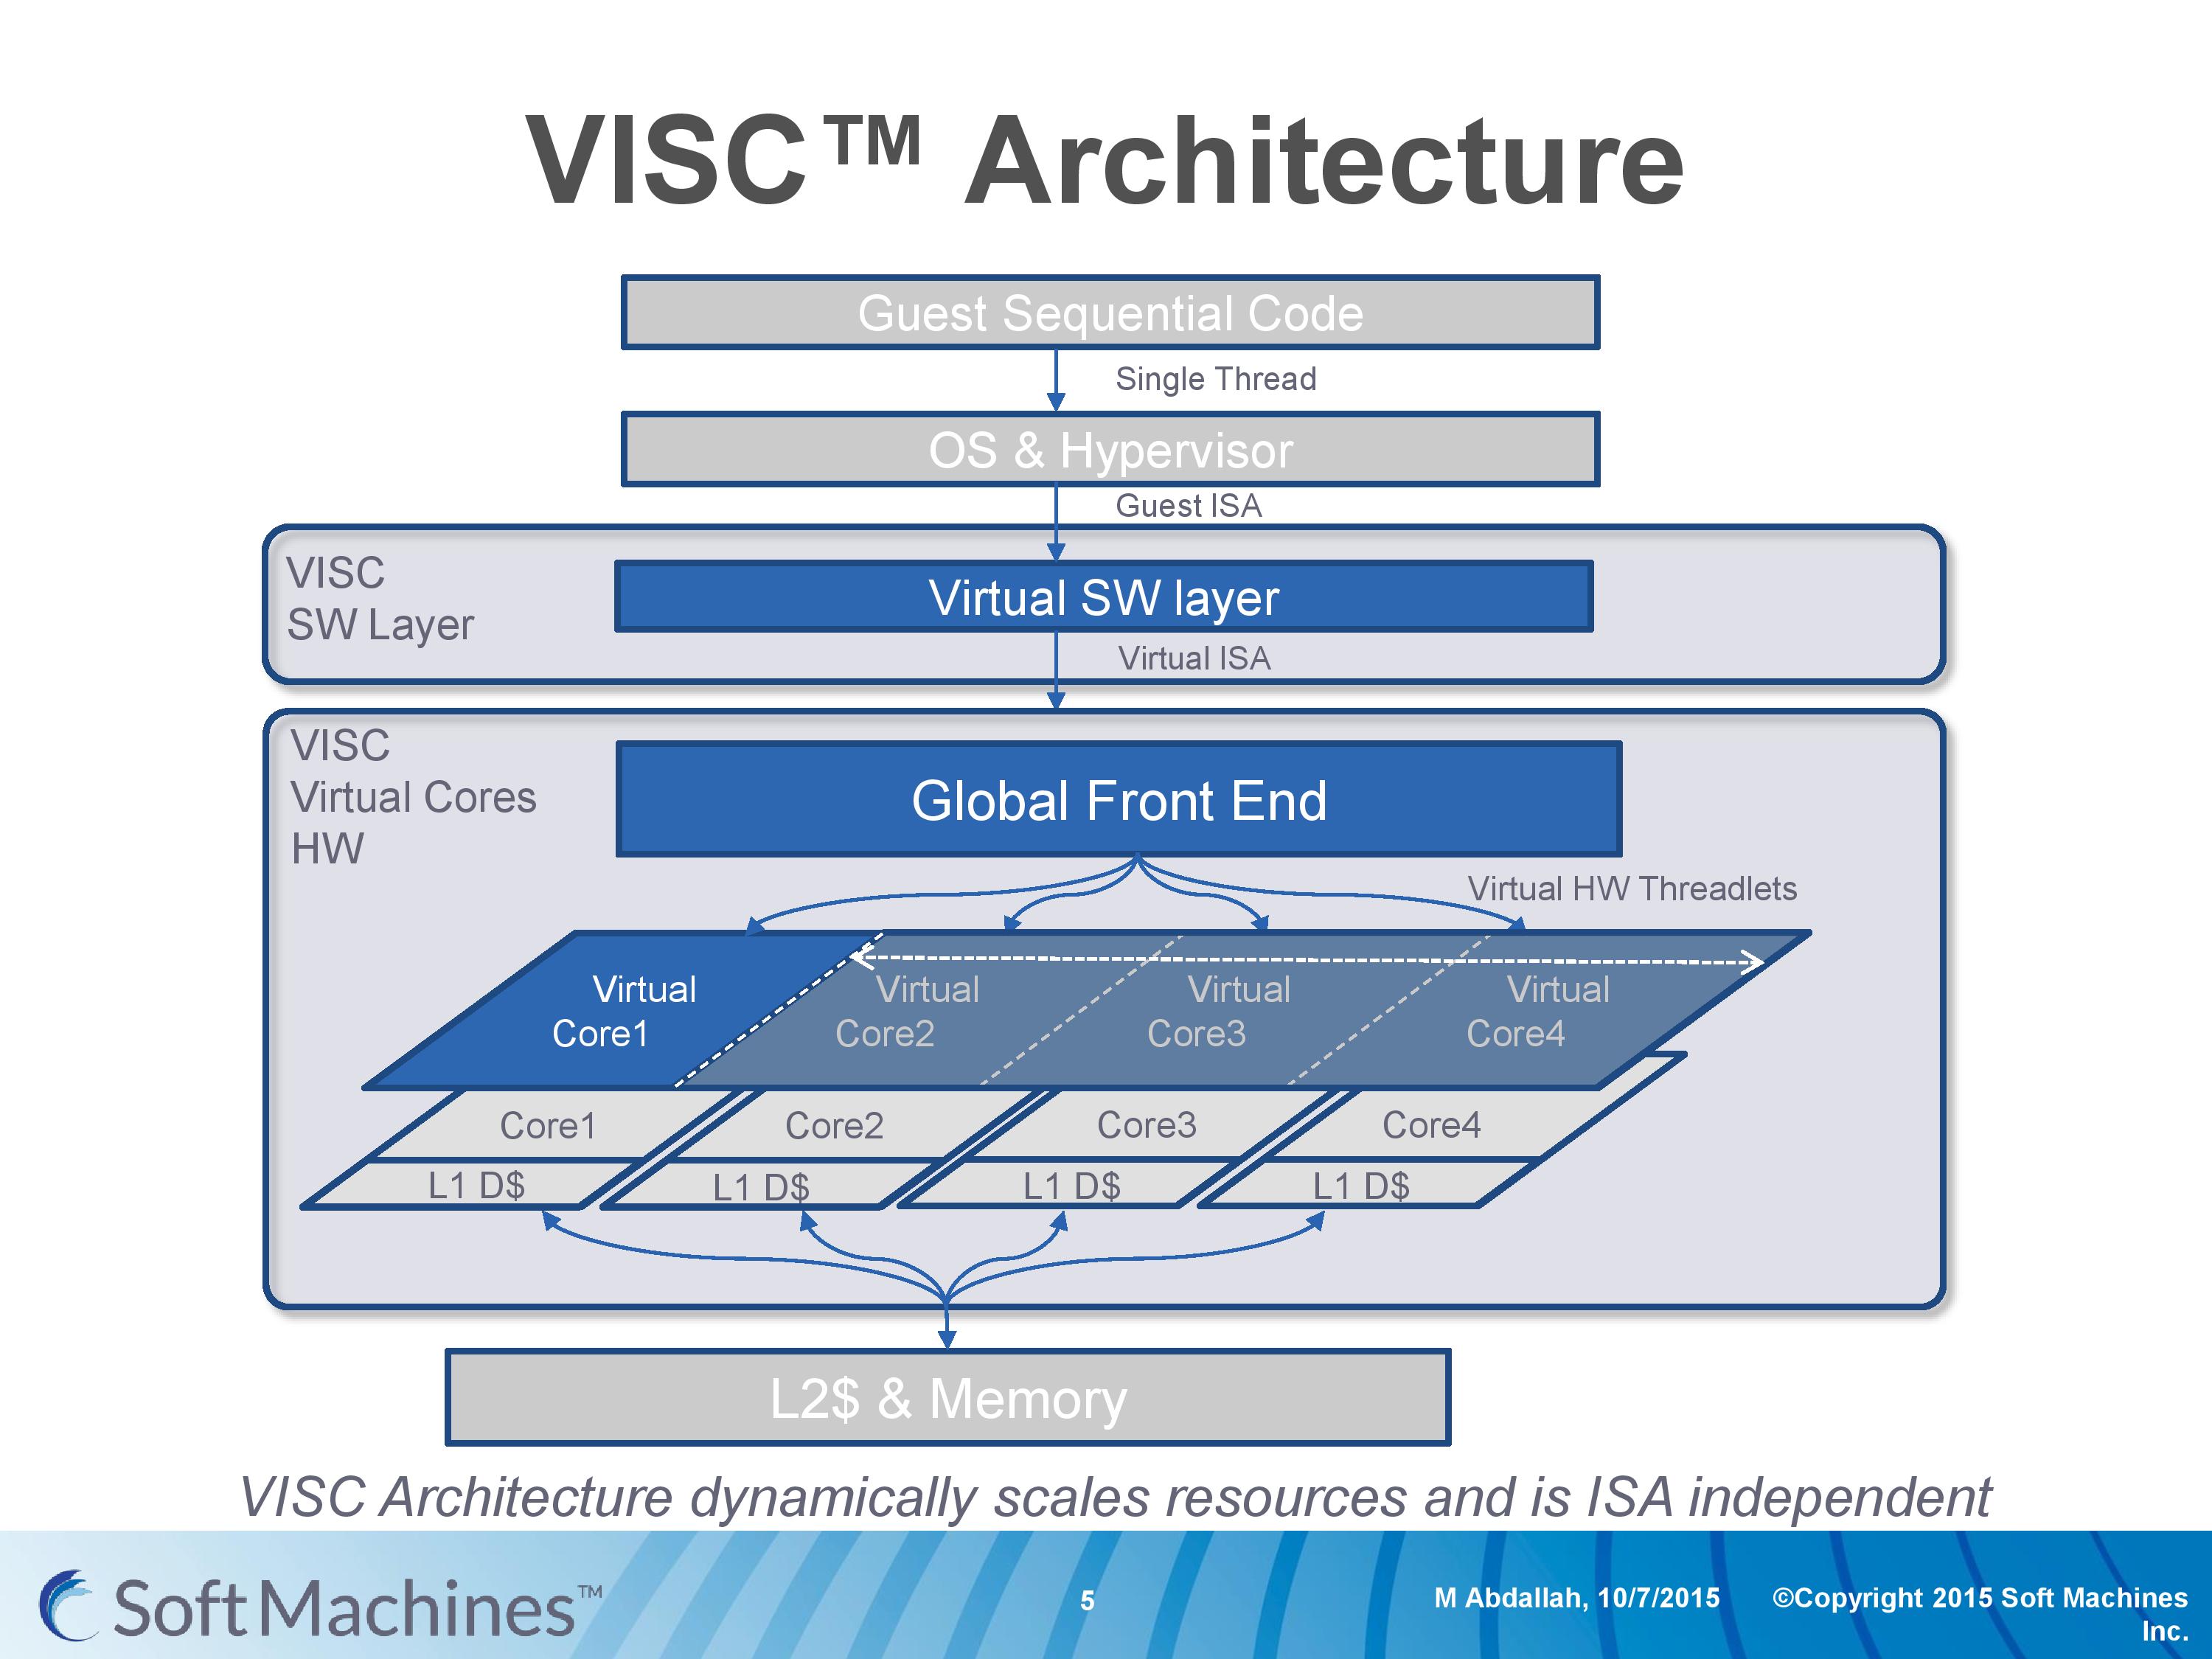 VISC™ Architecture
Guest Sequential Code
Single Thread
OS & Hypervisor
Guest ISA
VISC
SW Layer
Virtual SW layer
Virtual ISA
VISC
Virtual Cores
HW
Global Front End
Virtual HW Threadlets
Virtual
Core1
Virtual
Core2
Virtual
Core3
Virtual
Core4
Core1
Core2
Core3
Core4
L1 D$
L1 D$
L1 D$
L1 D$
L2$ & Memory
VISC Architecture dynamically scales resources and is ISA independent
Soft Machines™
5
M Abdallah, 10/7/2015
©Copyright 2015 Soft Machines
Inc.